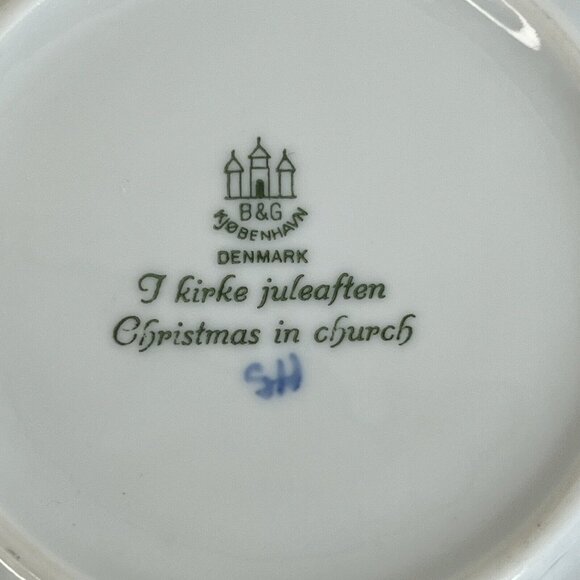 B&G
KJØBENHAVN
DENMARK
I kirke juleaften
Christmas in church
SH